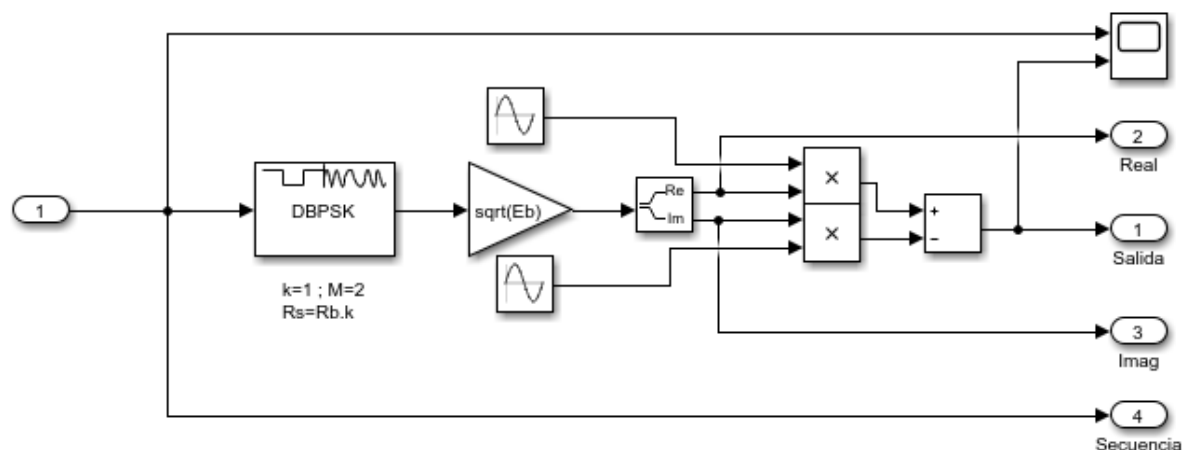 2
Real
Re
×
1
DBPSK
sqrt(Eb)
Im
×
+
−
1
Salida
k=1 ; M=2
Rs=Rb.k
3
Imag
4
Secuencia